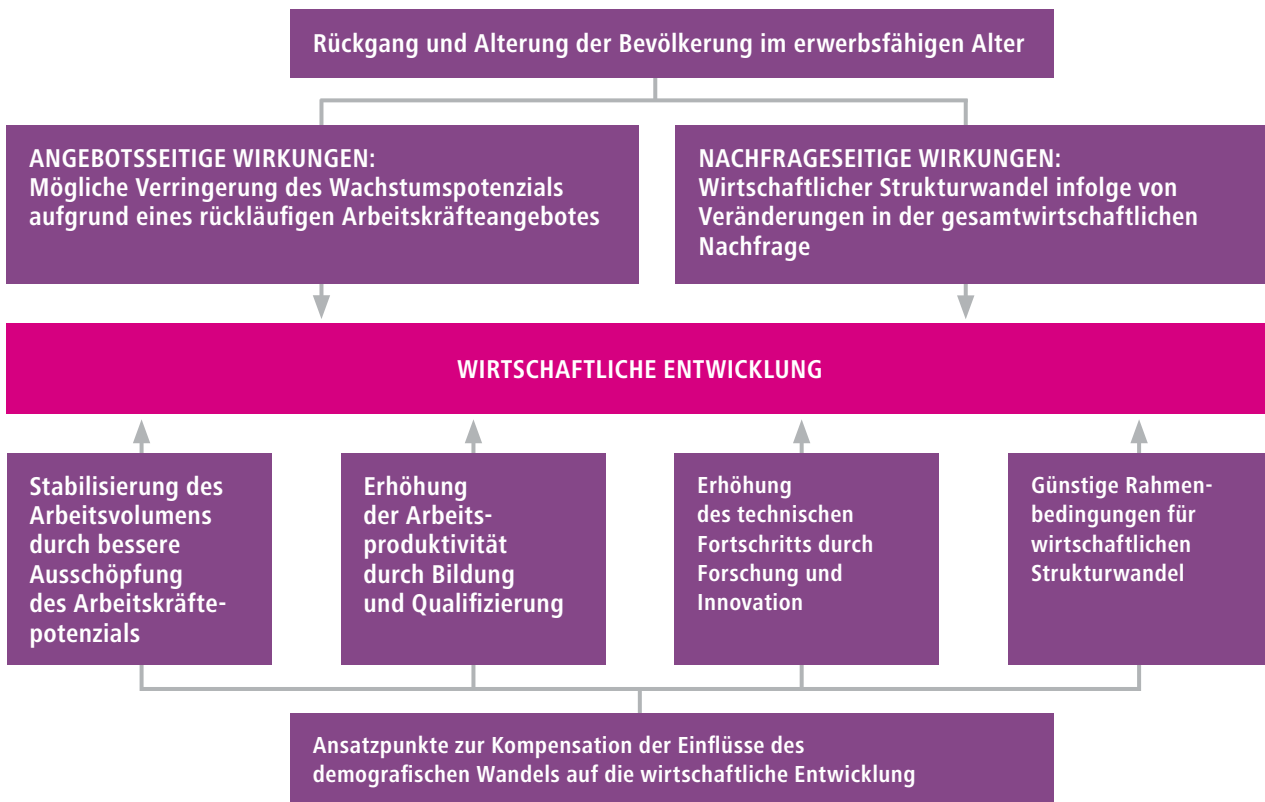 Rückgang und Alterung der Bevölkerung im erwerbsfähigen Alter
ANGEBOTSSEITIGE WIRKUNGEN:
Mögliche Verringerung des Wachstumspotenzials
aufgrund eines rückläufigen Arbeitskräfteangebotes
NACHFRAGESEITIGE WIRKUNGEN:
Wirtschaftlicher Strukturwandel infolge von
Veränderungen in der gesamtwirtschaftlichen
Nachfrage
WIRTSCHAFTLICHE ENTWICKLUNG
Stabilisierung des
Arbeitsvolumens
durch bessere
Ausschöpfung
des Arbeitskräfte-
potenzials
Erhöhung
der Arbeits-
produktivität
durch Bildung
und Qualifizierung
Erhöhung
des technischen
Fortschritts durch
Forschung und
Innovation
Günstige Rahmen-
bedingungen für
wirtschaftlichen
Strukturwandel
Ansatzpunkte zur Kompensation der Einflüsse des
demografischen Wandels auf die wirtschaftliche Entwicklung